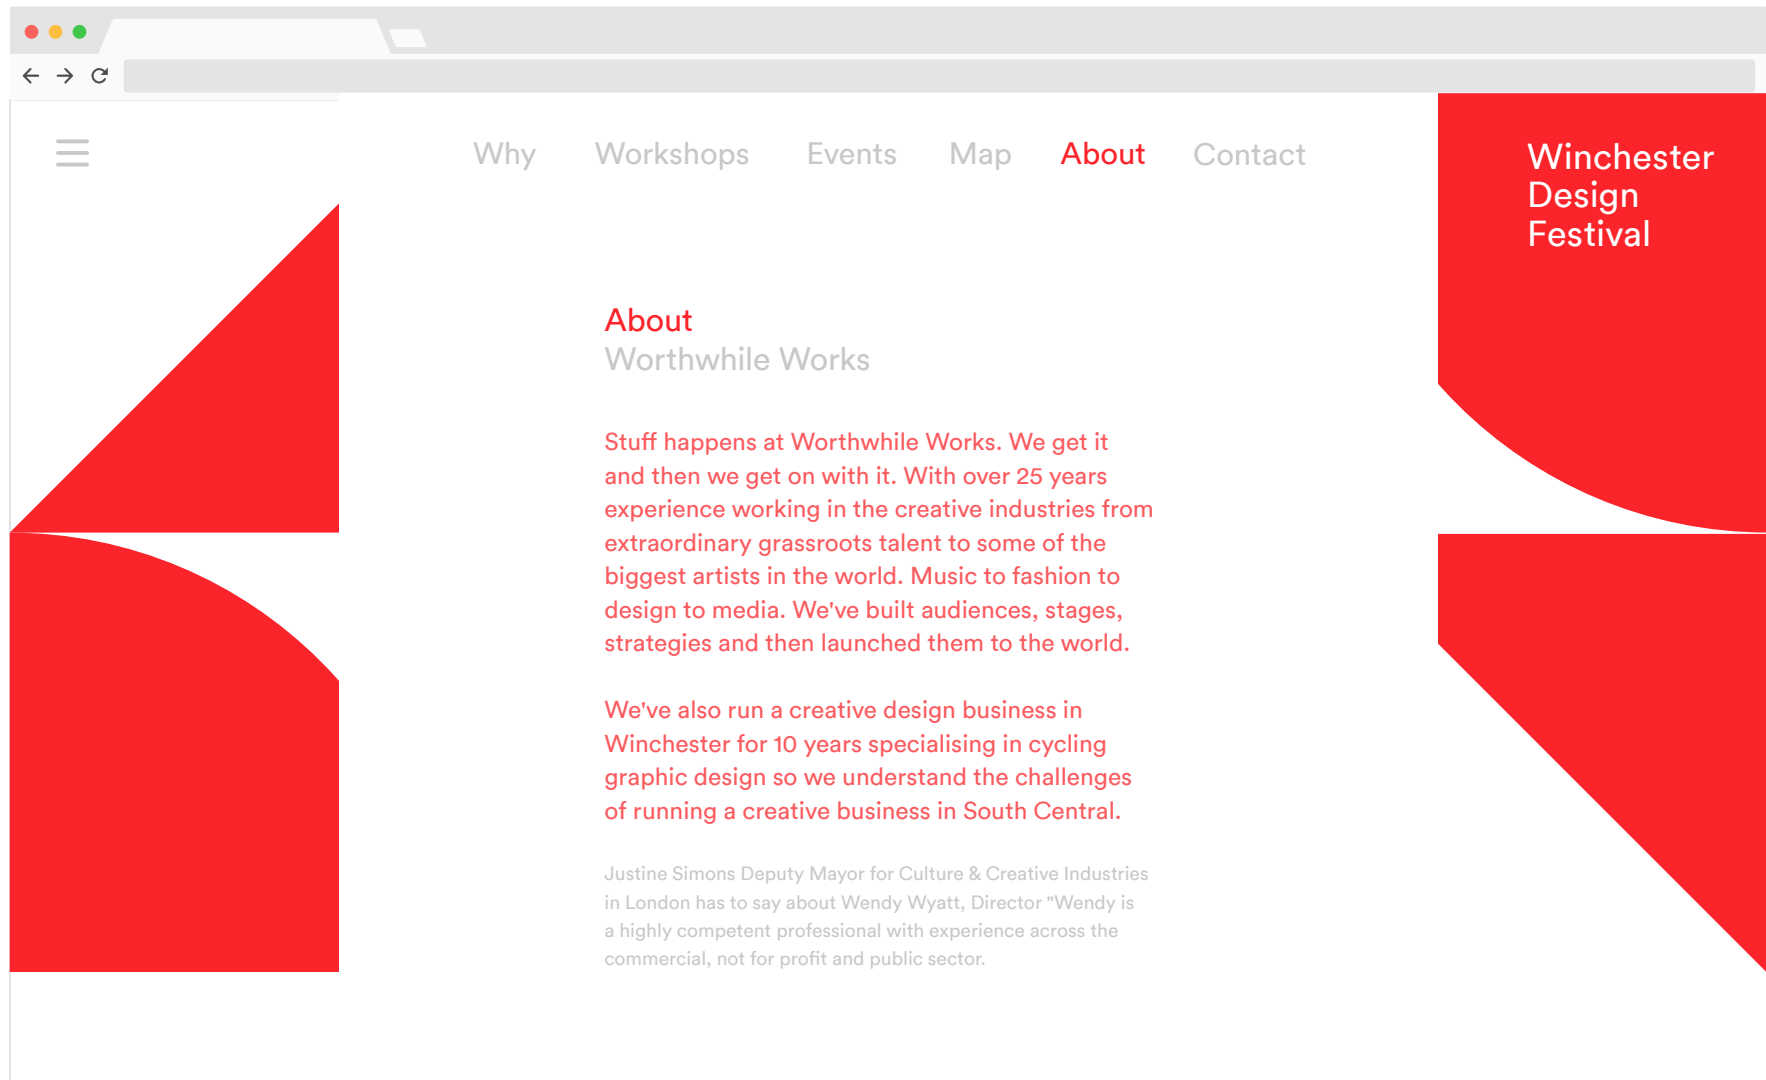 Why Workshops Events Map About Contact
Winchester
Design
Festival
About
Worthwhile Works
Stuff happens at Worthwhile Works. We get it
and then we get on with it. With over 25 years
experience working in the creative industries from
extraordinary grassroots talent to some of the
biggest artists in the world. Music to fashion to
design to media. We've built audiences, stages,
strategies and then launched them to the world.
We've also run a creative design business in
Winchester for 10 years specialising in cycling
graphic design so we understand the challenges
of running a creative business in South Central.
Justine Simons Deputy Mayor for Culture & Creative Industries
in London has to say about Wendy Wyatt, Director "Wendy is
a highly competent professional with experience across the
commercial, not for profit and public sector.